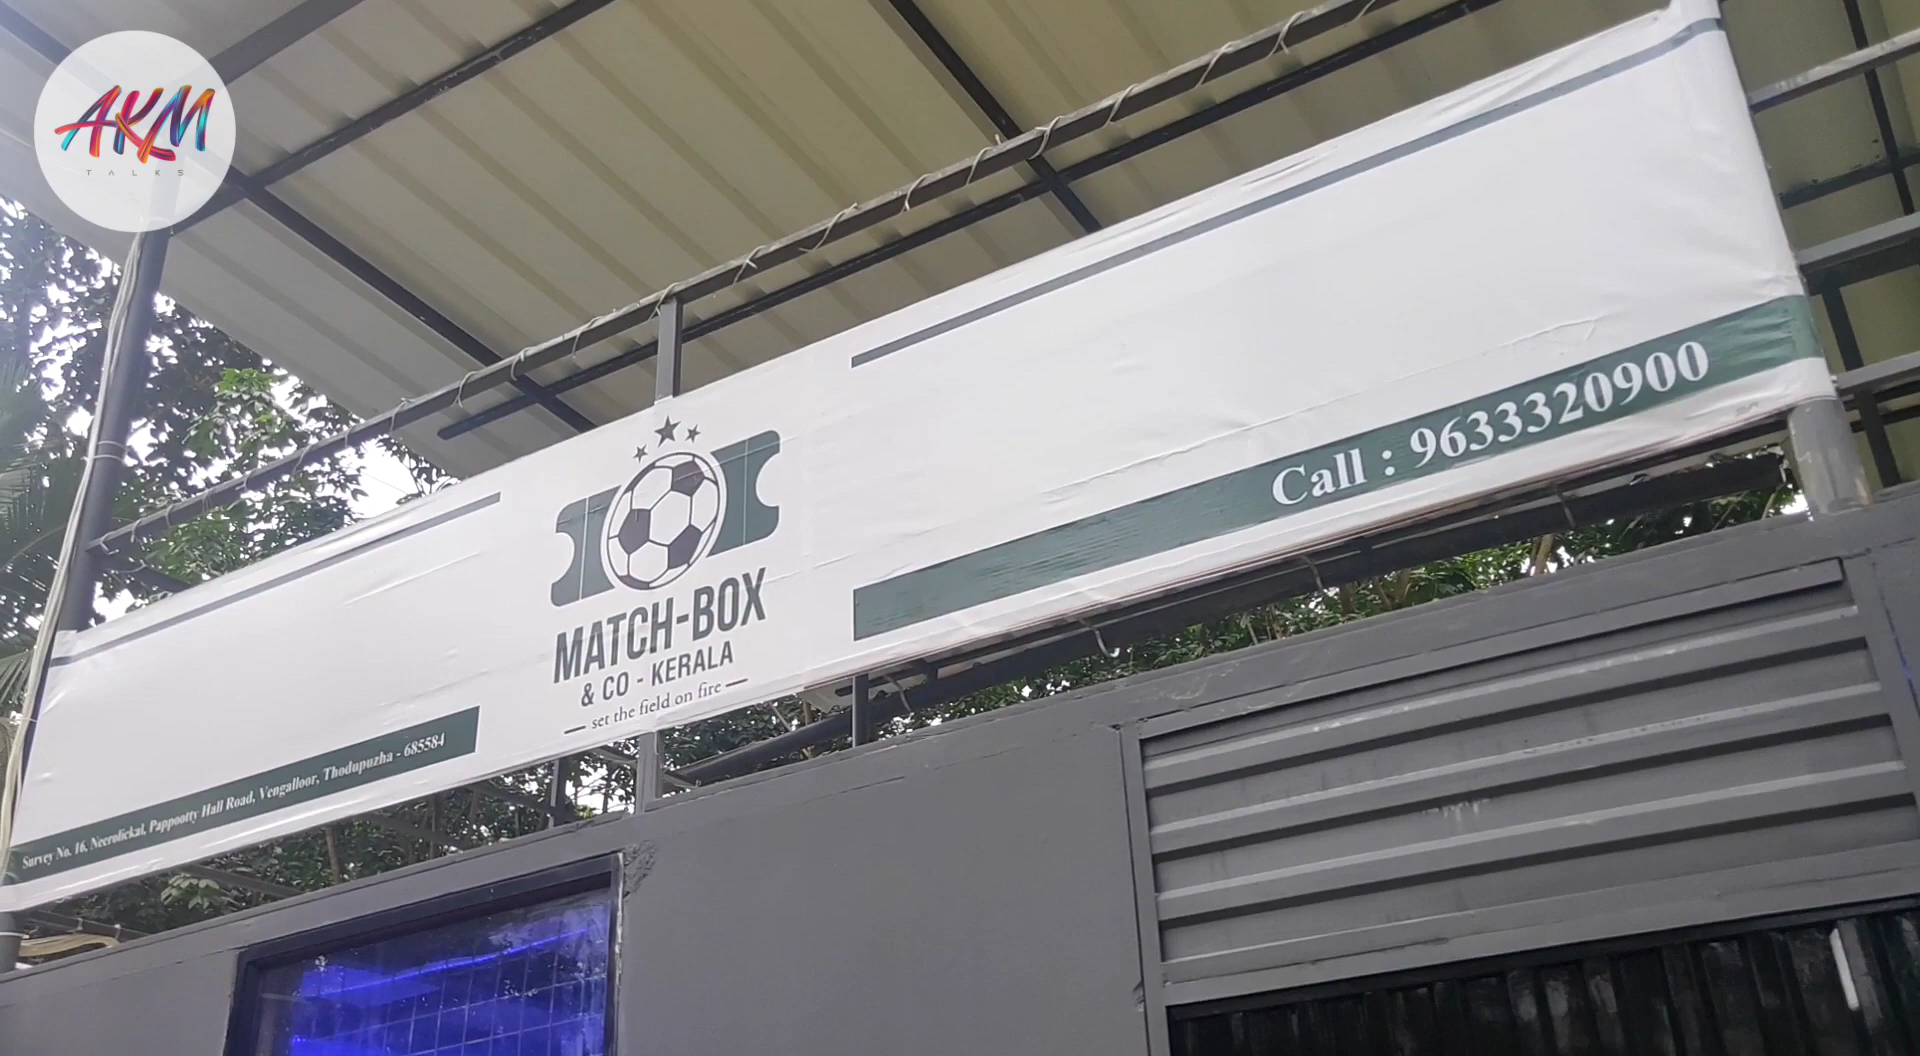 AKM
TALKS
MATCH-BOX
& CO - KERALA
set the field on fire
Survey No. 16, Neerolickal, Pappootty Hall Road, Vengalloor, Thodupuzha - 685584
Call : 9633320900